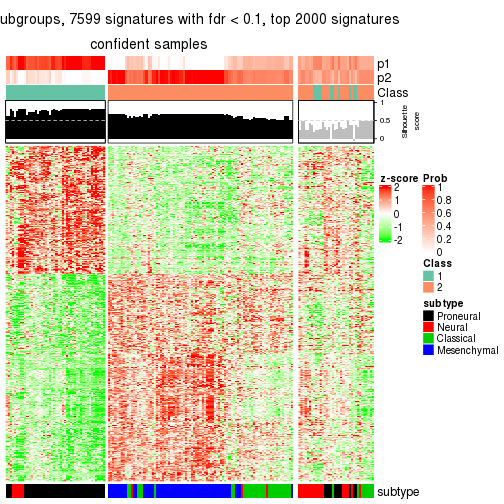 ubgroups, 7599 signatures with fdr < 0.1, top 2000 signatures
confident samples
p1
p2
Class
1
0.5
0
Silhouette
score
z-score
2
1
0
-1
-2
Prob
1
0.8
0.6
0.4
0.2
0
Class
1
2
subtype
Proneural
Neural
Classical
Mesenchymal
subtype